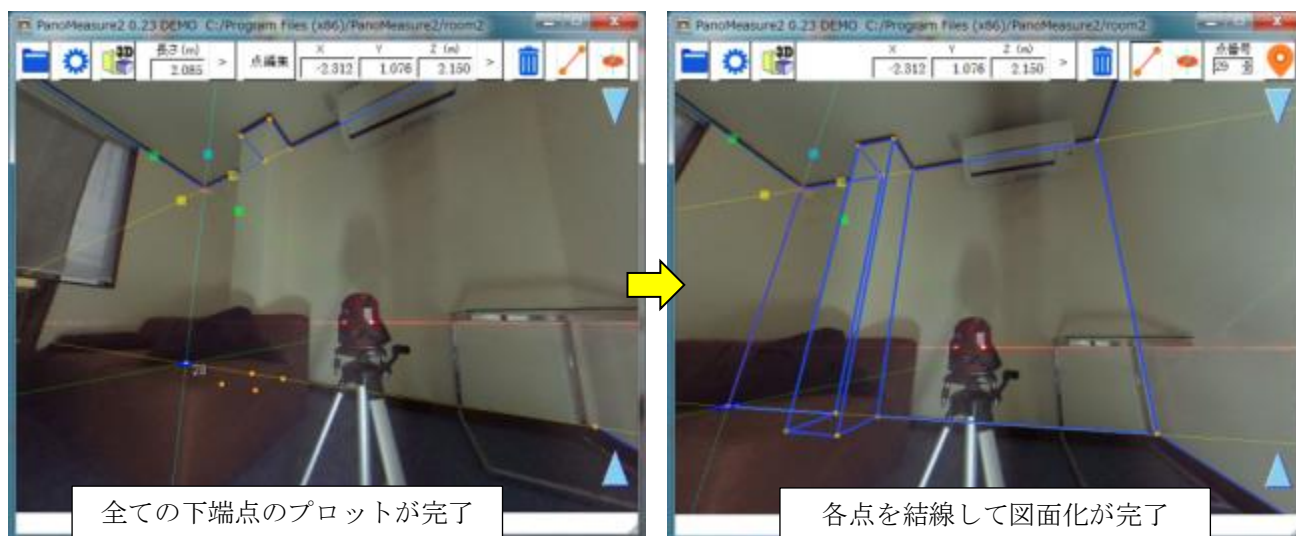 PanoMeasure2 0.23 DEMO C:/Program Files (x86)/PanoMeasure2/room2
3D
長さ (m)
2.085
>
点編集
X Y Z (m)
-2.312 1.076 2.150
>
全ての下端点のプロットが完了
PanoMeasure2 0.23 DEMO C:/Program Files (x86)/PanoMeasure2/room2
3D
X Y Z (m)
-2.312 1.076 2.150
>
点番号
29
各点を結線して図面化が完了